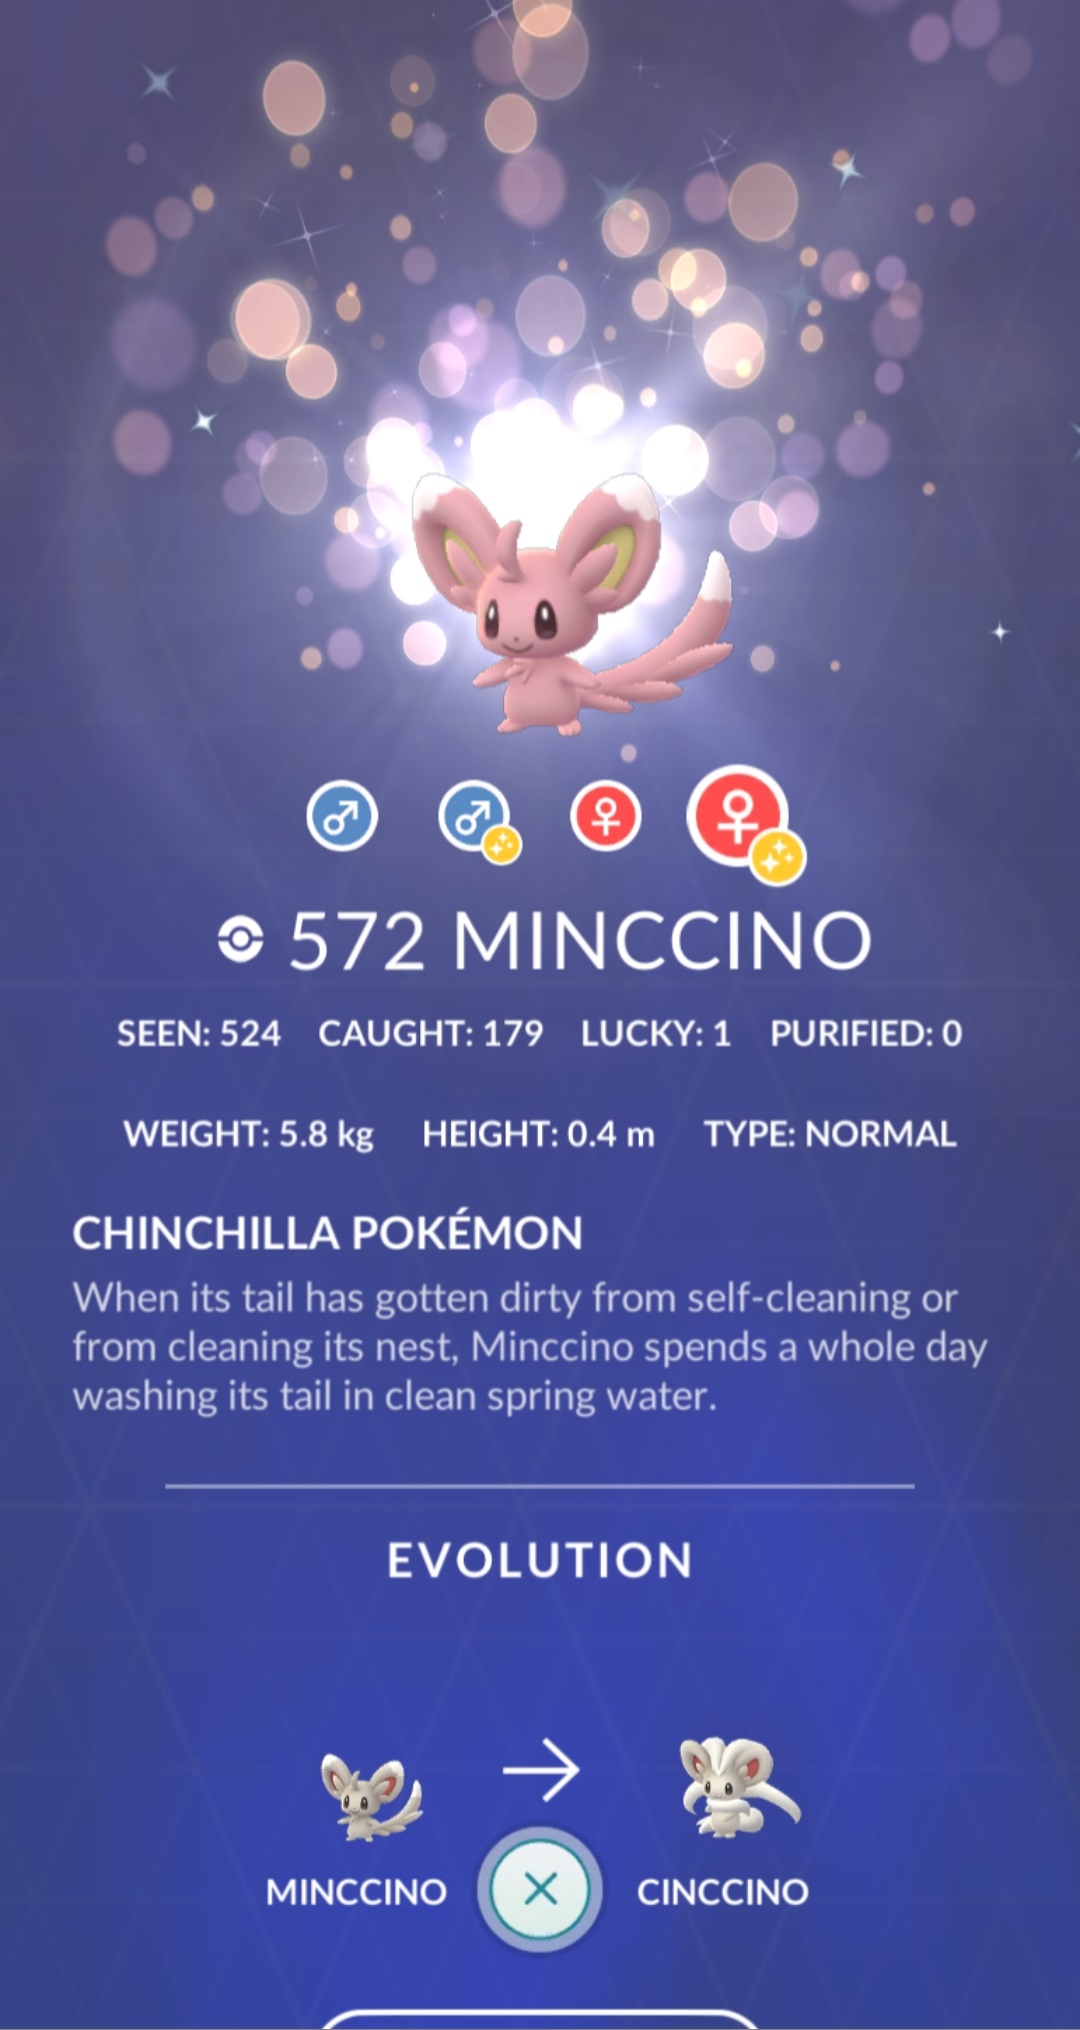 572 MINCCINO
SEEN: 524 CAUGHT: 179 LUCKY: 1 PURIFIED: 0
WEIGHT: 5.8 kg HEIGHT: 0.4 m TYPE: NORMAL
CHINCHILLA POKÉMON
When its tail has gotten dirty from self-cleaning or
from cleaning its nest, Minccino spends a whole day
washing its tail in clean spring water.
EVOLUTION
MINCCINO CINCCINO